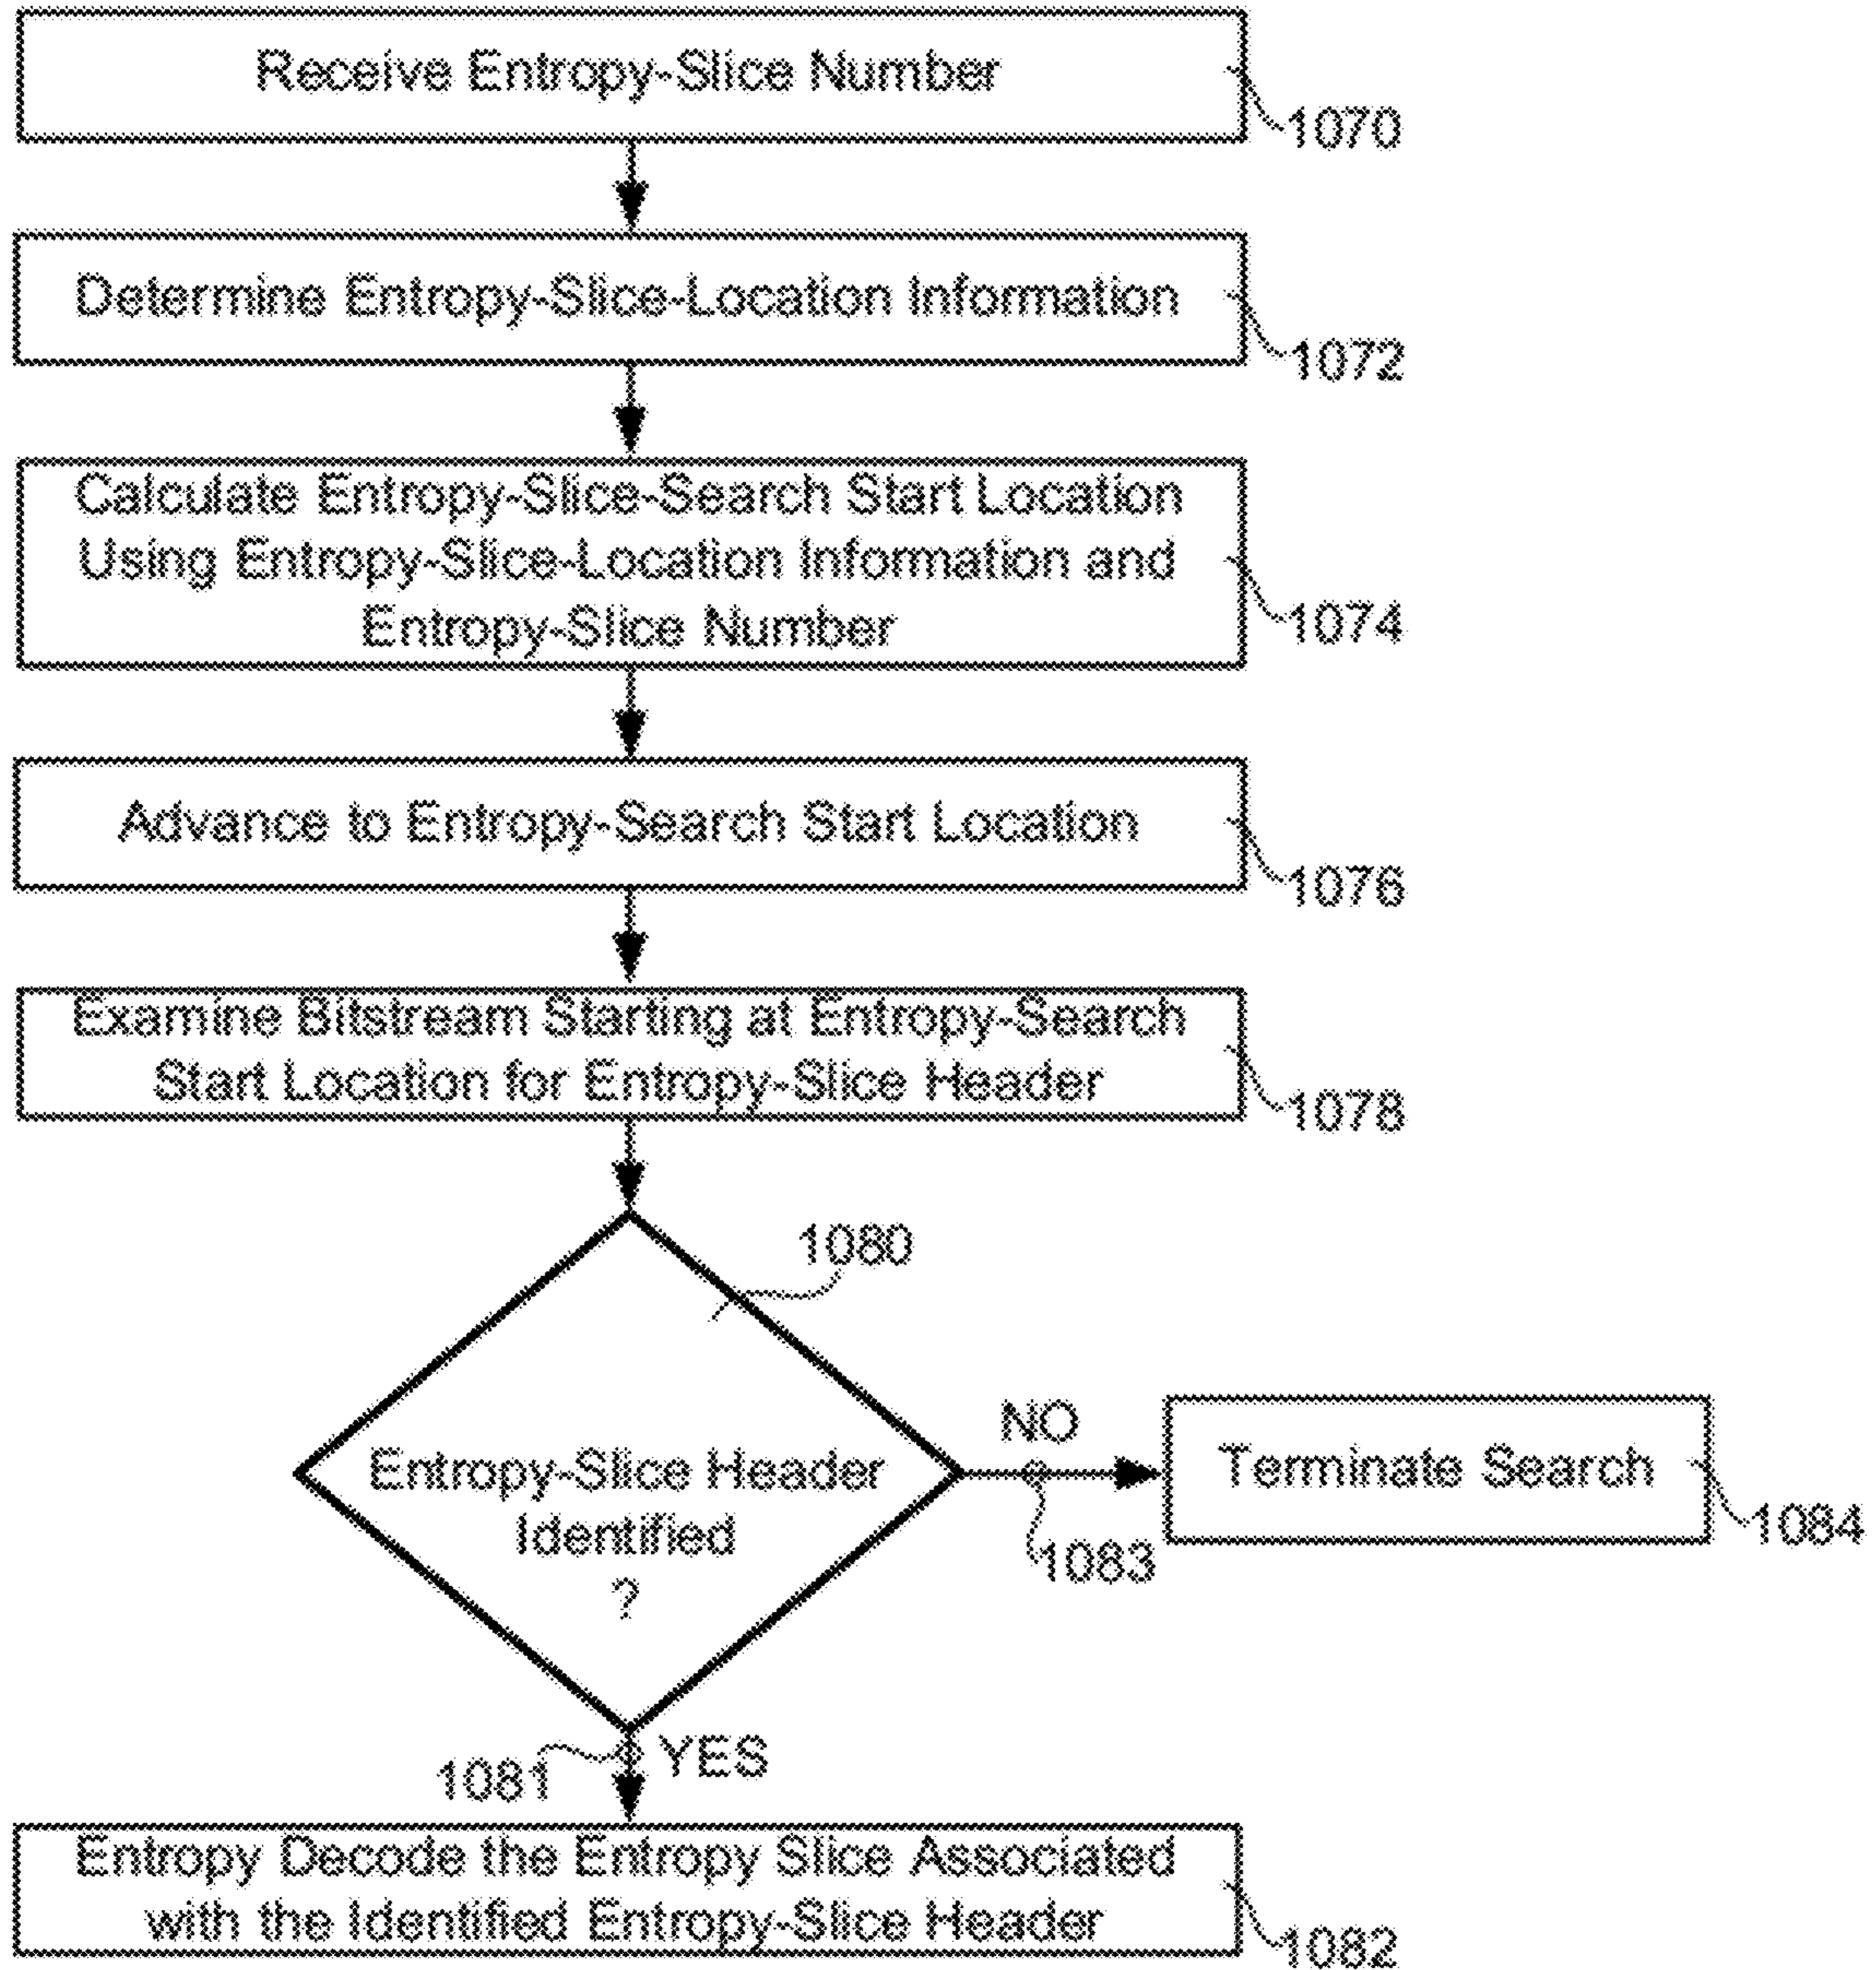 Receive Entropy-Slice Number
1070
Determine Entropy-Slice-Location Information
1072
Calculate Entropy-Slice-Search Start Location
Using Entropy-Slice-Location Information and
Entropy-Slice Number
1074
Advance to Entropy-Search Start Location
1076
Examine Bitstream Starting at Entropy-Search
Start Location for Entropy-Slice Header
1078
1080
Entropy-Slice Header
Identified
?
NO
1083
Terminate Search
1084
YES
1081
Entropy Decode the Entropy Slice Associated
with the Identified Entropy-Slice Header
1082